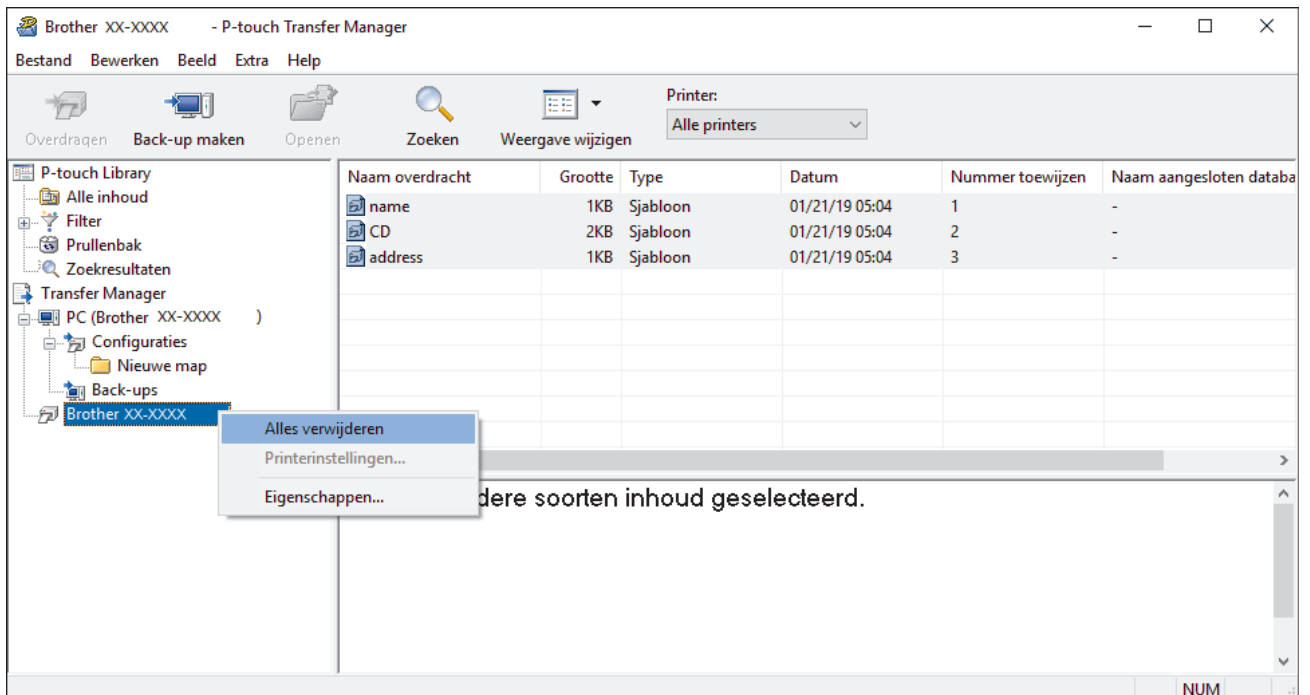 Brother XX-XXXX - P-touch Transfer Manager
Bestand Bewerken Beeld Extra Help
Overdragen Back-up maken Openen Zoeken Weergave wijzigen
Printer:
Alle printers
P-touch Library
Alle inhoud
Filter
Prullenbak
Zoekresultaten
Transfer Manager
PC (Brother XX-XXXX )
Configuraties
Nieuwe map
Back-ups
Brother XX-XXXX
Alles verwijderen
Printerinstellingen...
Eigenschappen...
Naam overdracht Grootte Type Datum Nummer toewijzen Naam aangesloten databa
name 1KB Sjabloon 01/21/19 05:04 1 -
CD 2KB Sjabloon 01/21/19 05:04 2 -
address 1KB Sjabloon 01/21/19 05:04 3 -
dere soorten inhoud geselecteerd.
NUM